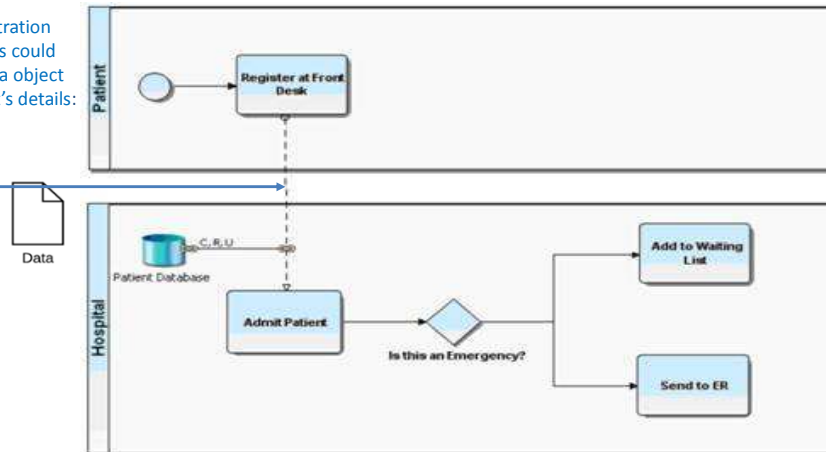 ration
s could
a object
's details:
Patient
Register at Front
Desk
Data
Hospital
C, R, U
Patient Database
Admit Patient
Is this an Emergency?
Add to Waiting
List
Send to ER